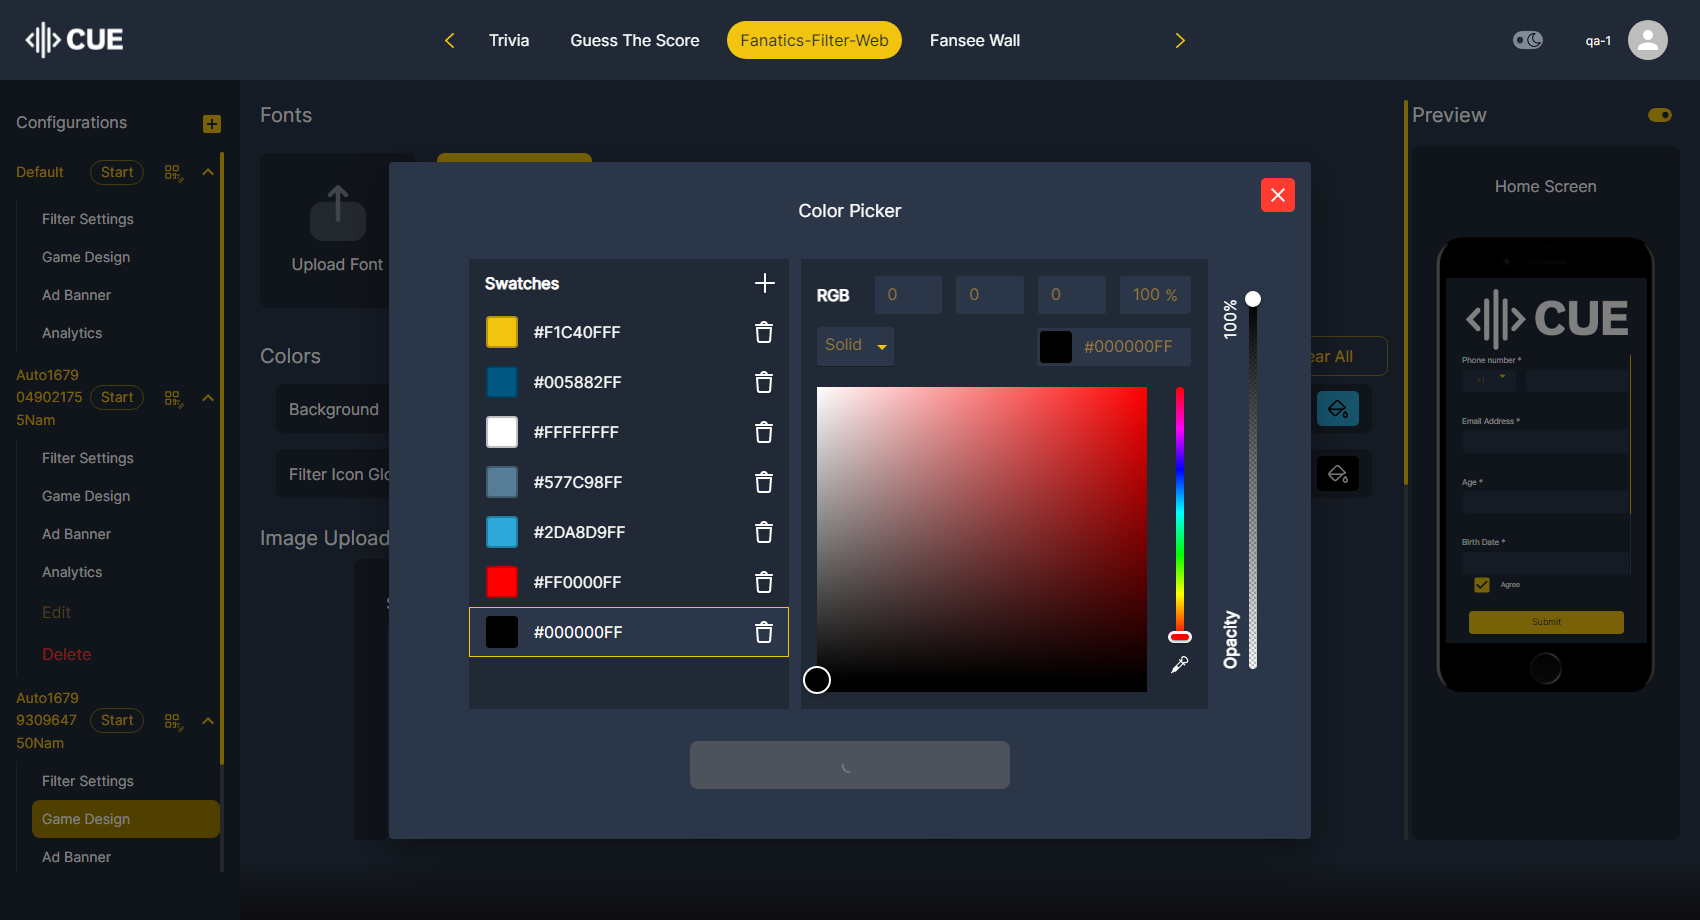 CUE
Trivia
Guess The Score
Fanatics-Filter-Web
Fansee Wall
qa-1
Configurations
Default
Start
Filter Settings
Game Design
Ad Banner
Analytics
Auto1679
04902175
5Nam
Start
Filter Settings
Game Design
Ad Banner
Analytics
Edit
Delete
Auto1679
9309647
50Nam
Start
Filter Settings
Game Design
Ad Banner
Fonts
Upload Font
Colors
Background
Filter Icon Glo
Image Upload
ear All
Color Picker
Swatches
#F1C40FFF
#005882FF
#FFFFFFFF
#577C98FF
#2DA8D9FF
#FF0000FF
#000000FF
RGB
0
0
0
100 %
Solid
#000000FF
100%
Opacity
Preview
Home Screen
CUE
Phone number *
+1
Email Address *
Age *
Birth Date *
Agree
Submit